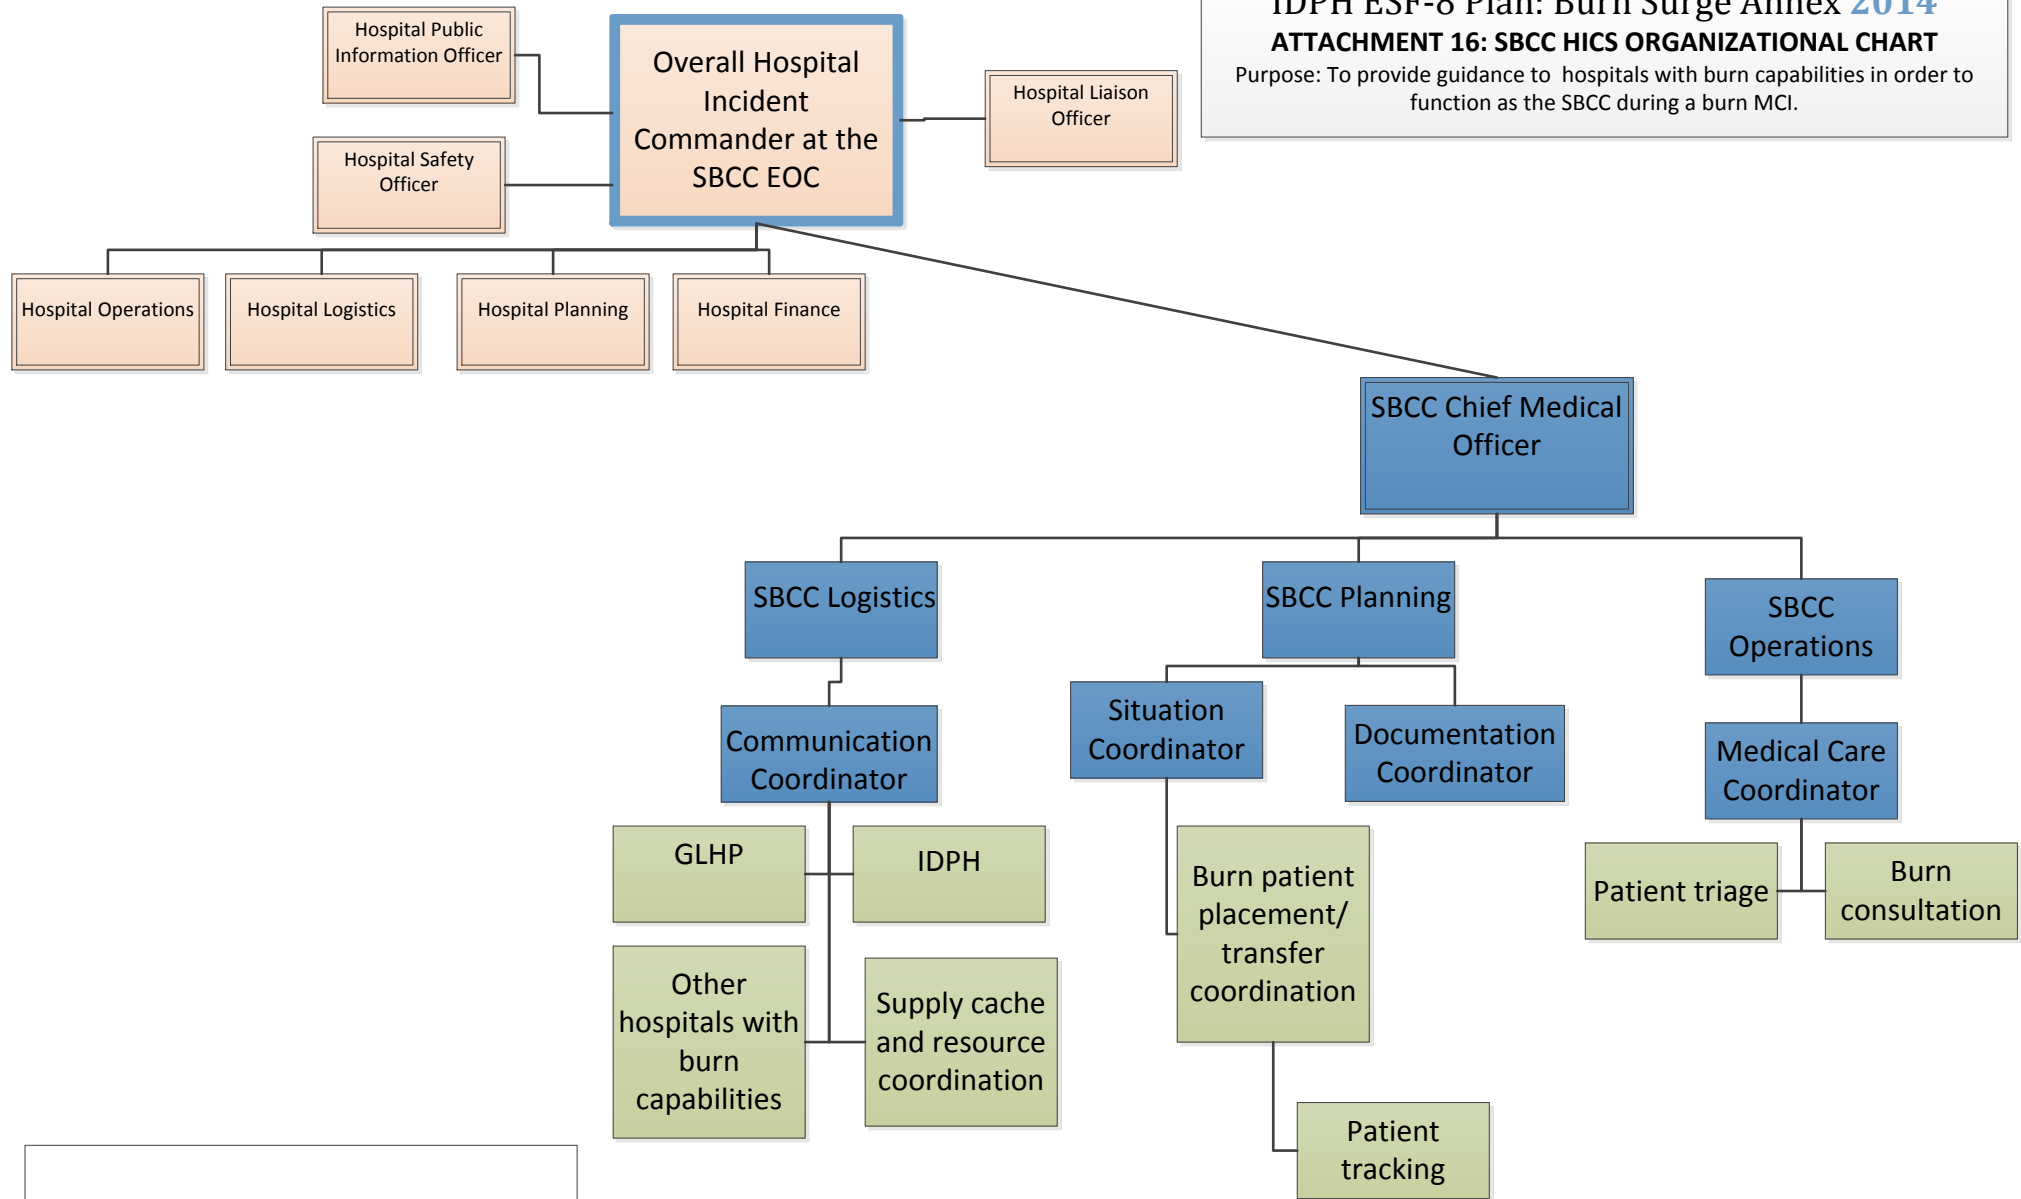 IDPH ESF-8 Plan: Burn Surge Annex 2014
ATTACHMENT 16: SBCC HICS ORGANIZATIONAL CHART
Purpose: To provide guidance to hospitals with burn capabilities in order to
function as the SBCC during a burn MCI.
Hospital Public
Information Officer
Overall Hospital
Incident
Commander at the
SBCC EOC
Hospital Liaison
Officer
Hospital Safety
Officer
Hospital Operations
Hospital Logistics
Hospital Planning
Hospital Finance
SBCC Chief Medical
Officer
SBCC Logistics
SBCC Planning
SBCC
Operations
Communication
Coordinator
Situation
Coordinator
Documentation
Coordinator
Medical Care
Coordinator
GLHP
IDPH
Other
hospitals with
burn
capabilities
Supply cache
and resource
coordination
Burn patient
placement/
transfer
coordination
Patient
tracking
Patient triage
Burn
consultation